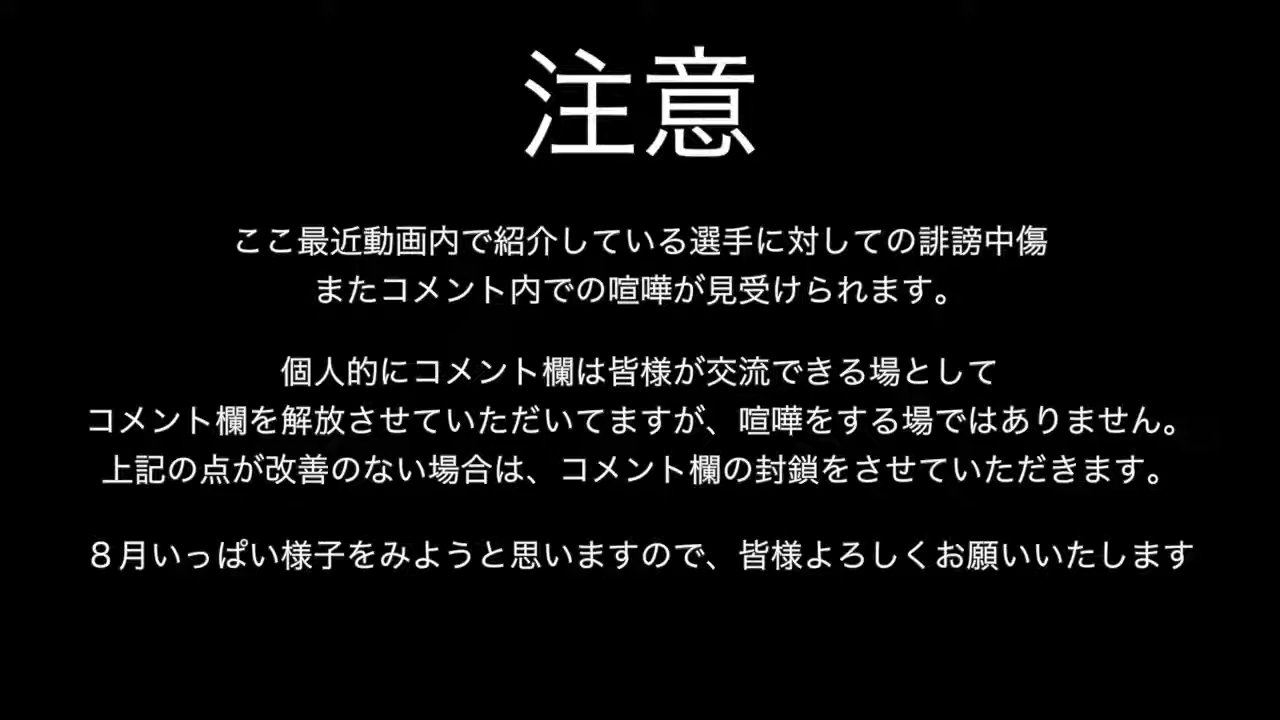 注意
ここ最近動画内で紹介している選手に対しての誹謗中傷
またコメント内での喧嘩が見受けられます。
個人的にコメント欄は皆様が交流できる場として
コメント欄を解放させていただいてますが、喧嘩をする場ではありません。
上記の点が改善のない場合は、コメント欄の封鎖をさせていただきます。
８月いっぱい様子をみようと思いますので、皆様よろしくお願いいたします